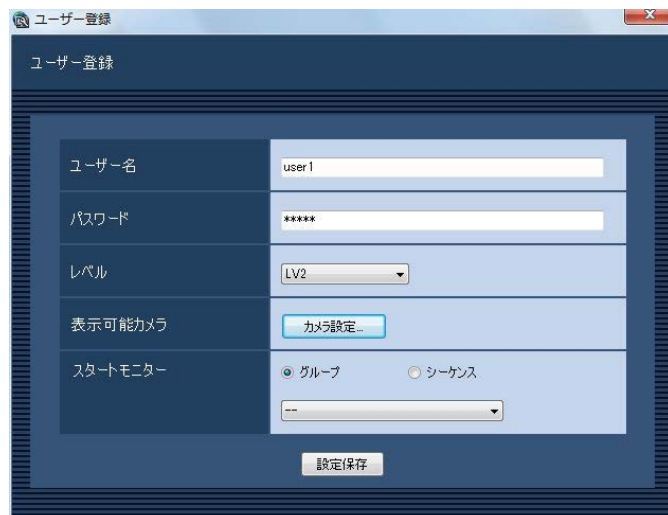 ユーザー登録
ユーザー登録
ユーザー名
user1
パスワード
*****
レベル
LV2
表示可能カメラ
カメラ設定...
スタートモニター
グループ
シーケンス
--
設定保存